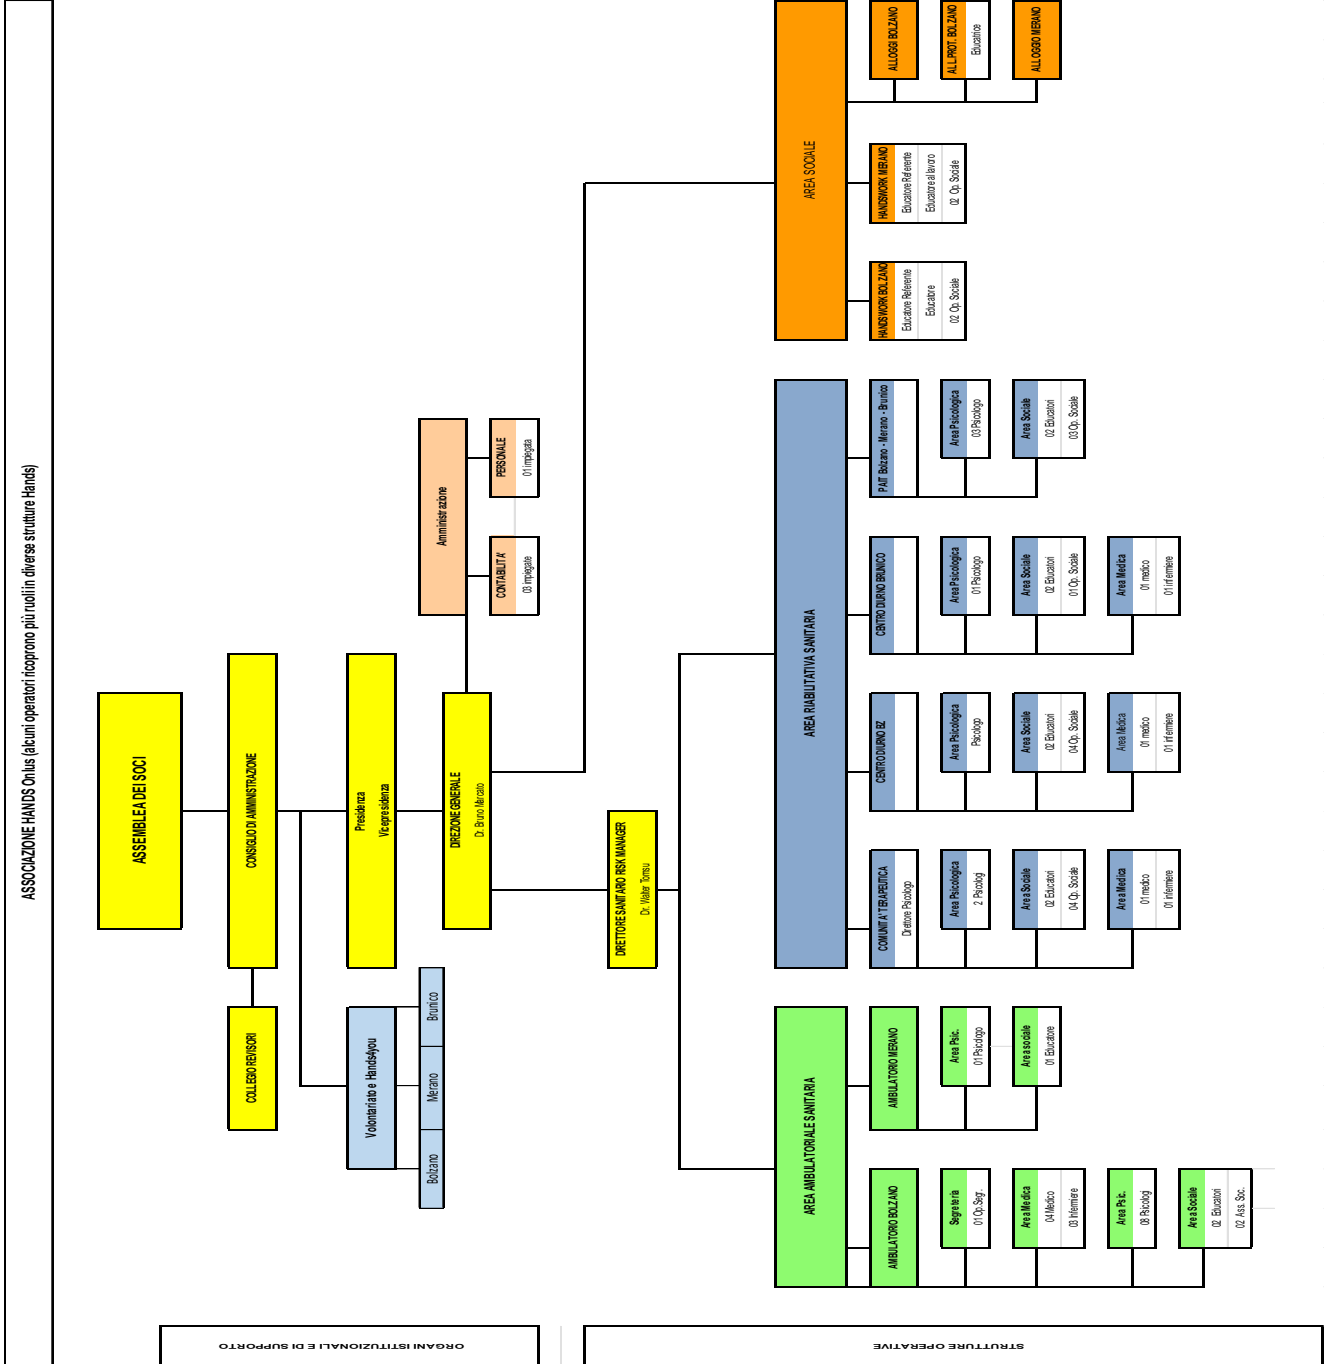 ASSOCIAZIONE HANDS Onlus (alcuni operatori ricoprono più ruoli in diverse strutture Hands)
ORGANI ISTITUZIONALI E DI SUPPORTO
ASSEMBLEA DEI SOCI
COLLEGIO REVISORI
CONSIGLIO DI AMMINISTRAZIONE
Volontariato e Hands4you
Bolzano
Merano
Brunico
Presidenza
Vicepresidenza
DIREZIONE GENERALE
Dr. Bruno Marcato
Amministrazione
CONTABILITA'
03 impiegate
PERSONALE
01 impiegata
STRUTTURE OPERATIVE
DIRETTORE SANITARIO RISK MANAGER
Dr. Walter Tomsu
AREA AMBULATORIALE SANITARIA
AMBULATORIO BOLZANO
Segreteria
01 Op.Segr.
Area Medica
04 Medico
03 Infermiere
Area Psic.
08 Psicologi
Area Sociale
02 Educatori
02 Ass. Soc.
AMBULATORIO MERANO
Area Psic.
01 Psicologo
Area sociale
01 Educatore
AREA RIABILITATIVA SANITARIA
COMUNITA' TERAPEUTICA
Direttore Psicologo
Area Psicologica
2 Psicologi
Area Sociale
02 Educatori
04 Op. Sociale
Area Medica
01 medico
01 infermiere
CENTRO DIURNO BZ
Area Psicologica
Psicologo
Area Sociale
02 Educatori
04 Op. Sociale
Area Medica
01 medico
01 infermiere
CENTRO DIURNO BRUNICO
Area Psicologica
01 Psicologo
Area Sociale
02 Educatori
01 Op. Sociale
Area Medica
01 medico
01 infermiere
PAIT Bolzano - Merano - Brunico
Area Psicologica
03 Psicologo
Area Sociale
02 Educatori
03 Op. Sociale
AREA SOCIALE
HANDSWORK BOLZANO
Educatore Referente
Educatore
02 Op. Sociale
HANDSWORK MERANO
Educatore Referente
Educatore al lavoro
02 Op. Sociale
ALLOGGI BOLZANO
ALL.PROT. BOLZANO
Educatrice
ALLOGGIO MERANO